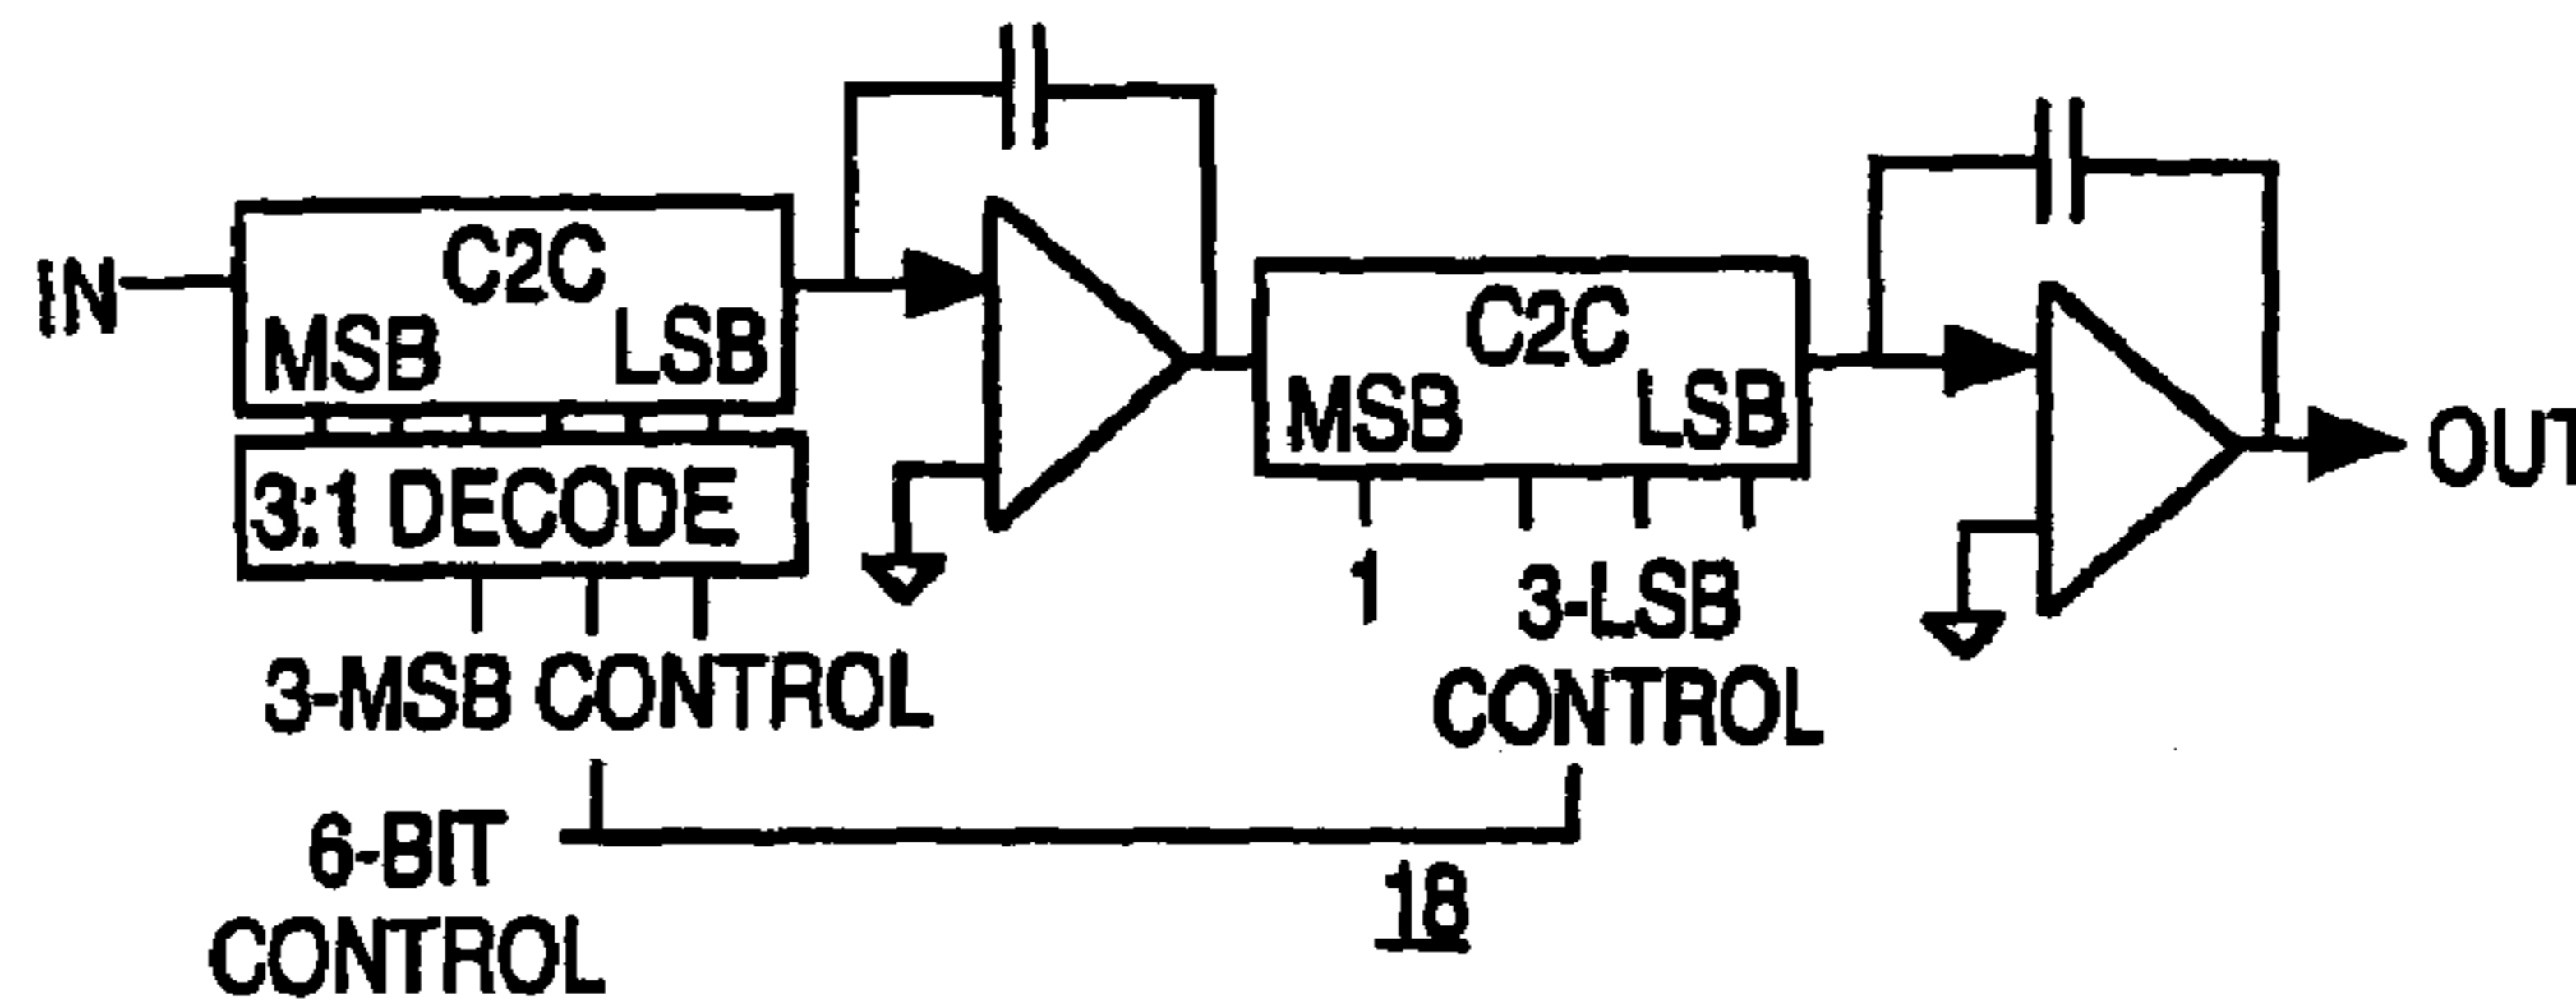 IN
C2C
MSB LSB
3:1 DECODE
3-MSB CONTROL
6-BIT
CONTROL
C2C
MSB LSB
1
3-LSB
CONTROL
OUT
18